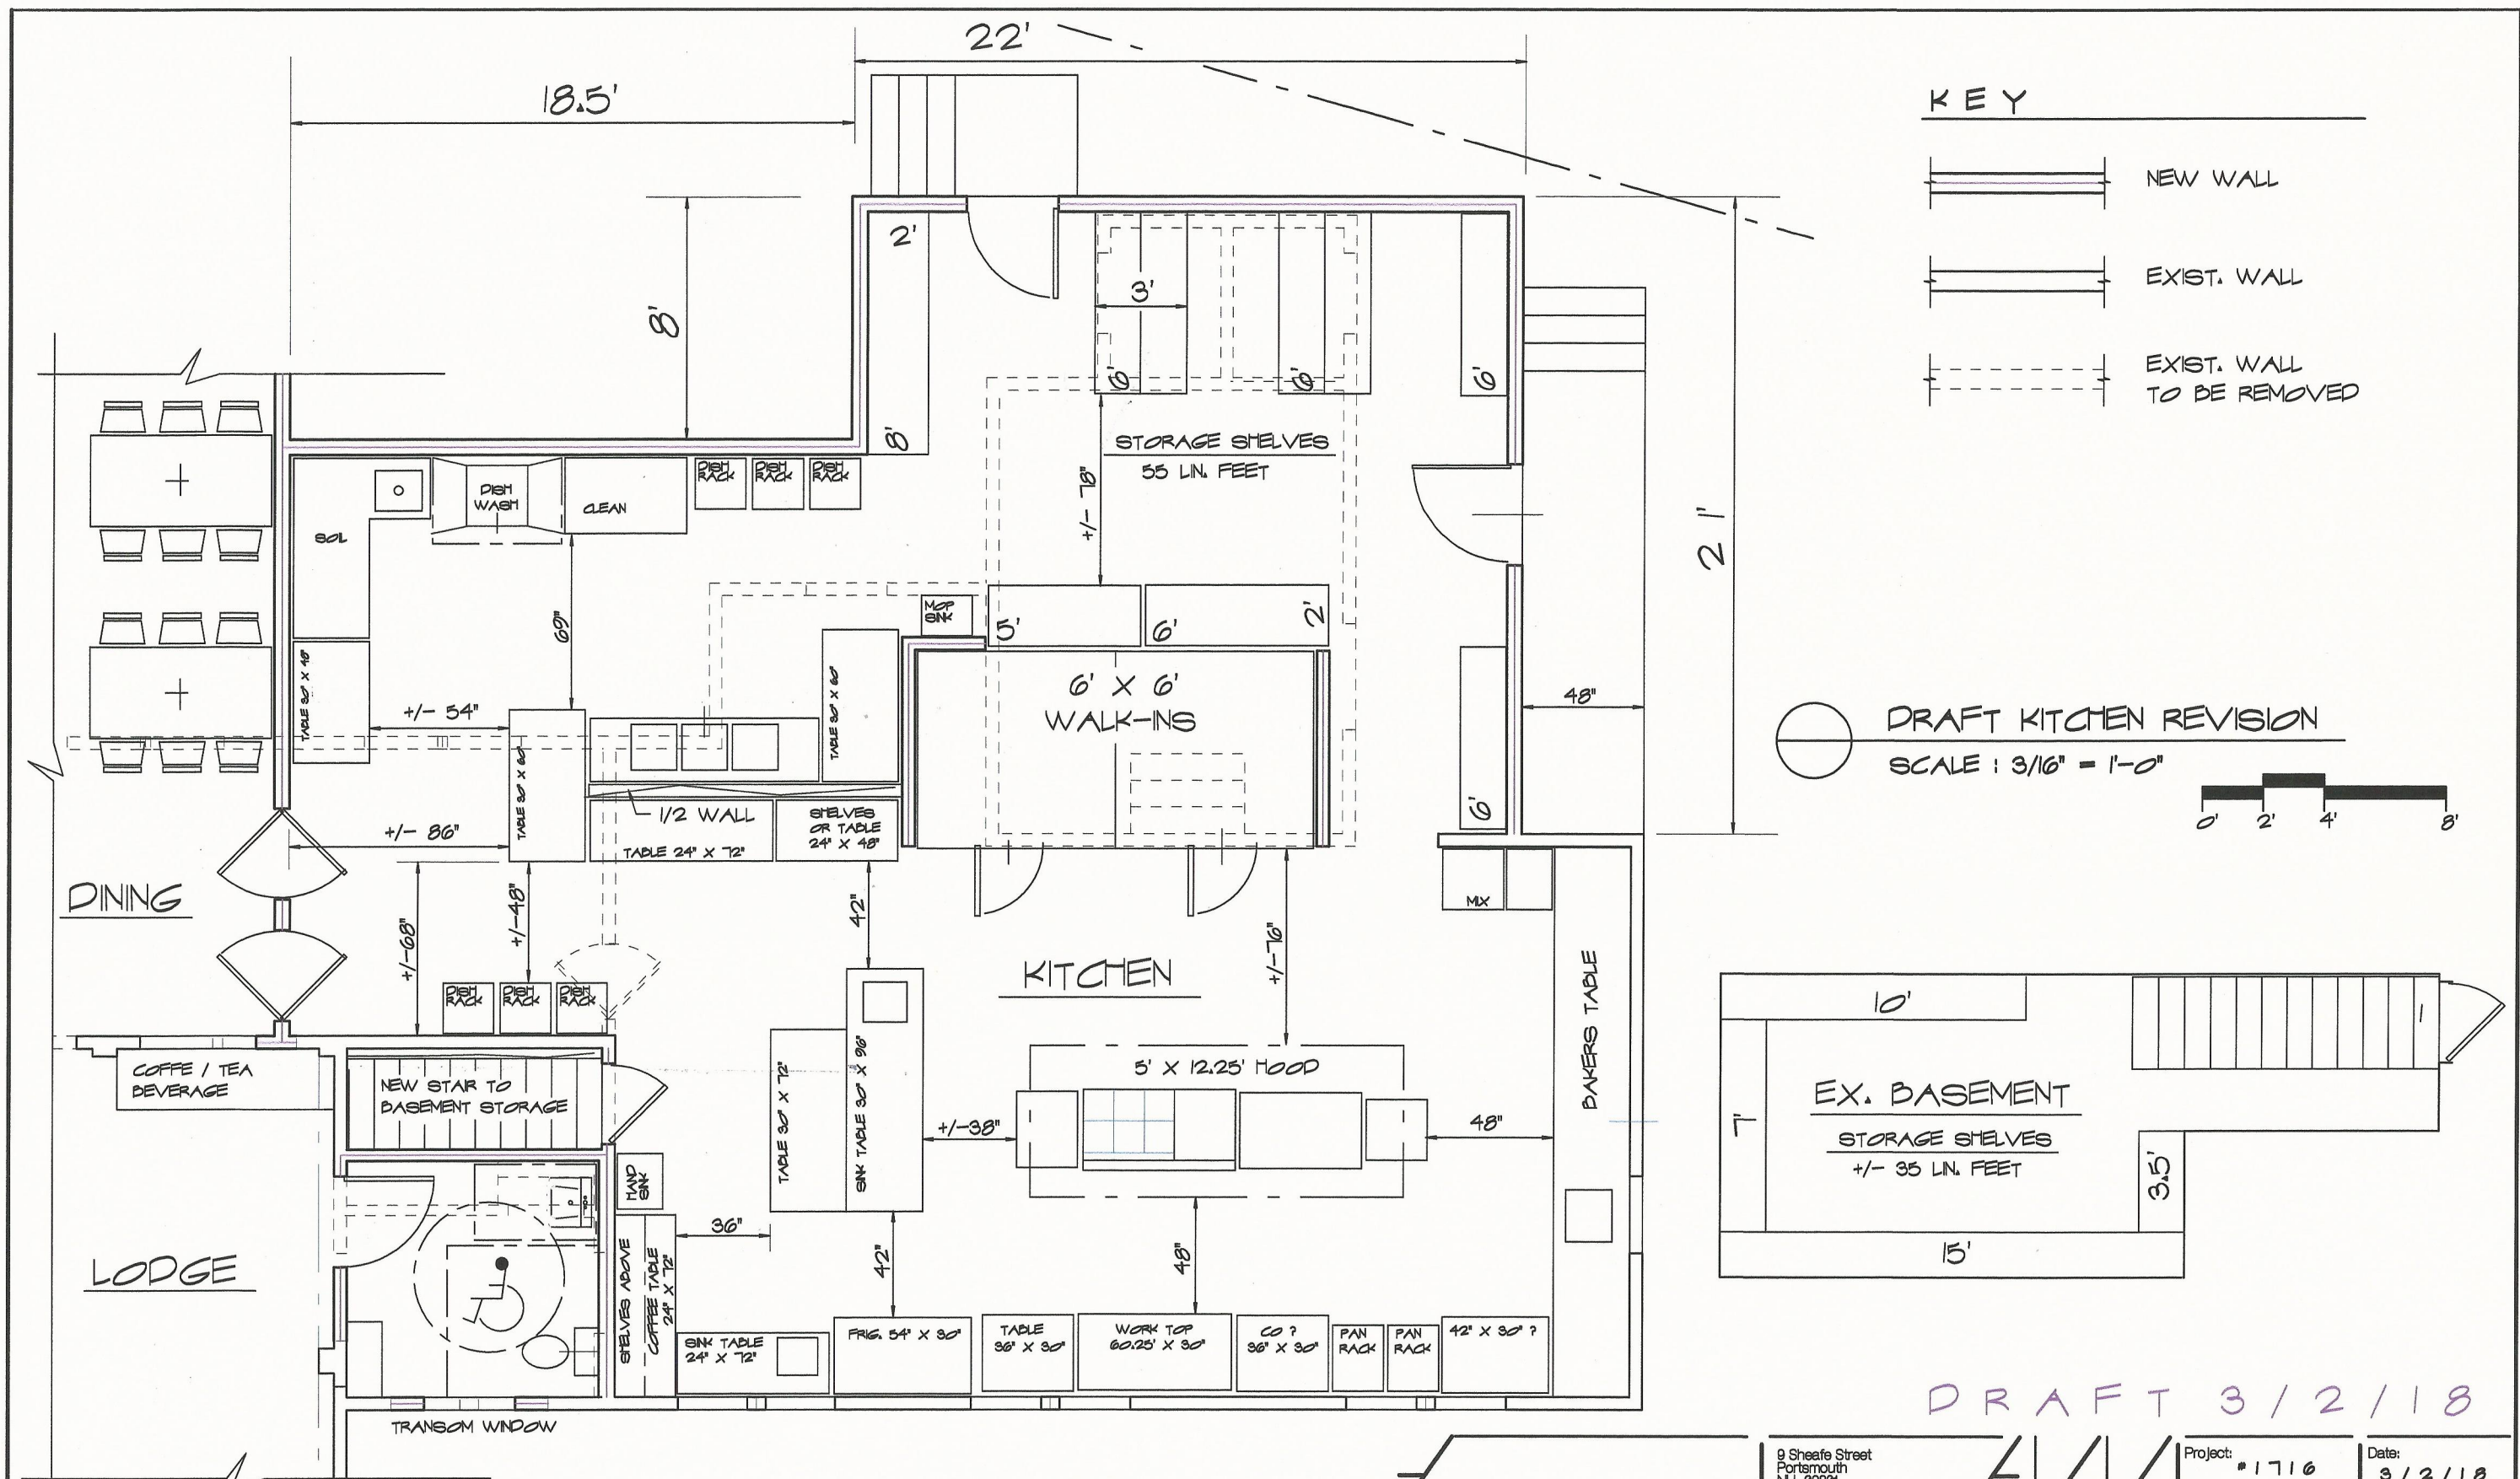 22'
18.5'
KEY
NEW WALL
EXIST. WALL
EXIST. WALL
TO BE REMOVED
8'
2'
8'
3'
6'
6'
6'
STORAGE SHELVES
55 LIN. FEET
+/- 78"
21'
DISH
WASH
CLEAN
DISH
RACK
DISH
RACK
DISH
RACK
SOIL
69"
MOP
SINK
5'
6'
2'
TABLE 30" X 48"
+/- 54"
TABLE 30" X 60"
TABLE 30" X 60"
6' X 6'
WALK-INS
6'
48"
DRAFT KITCHEN REVISION
SCALE : 3/16" = 1'-0"
0'
2'
4'
8'
1/2 WALL
+/- 86"
TABLE 24" X 72"
SHELVES
OR TABLE
24" X 48"
DINING
+/-68"
+/-48"
42"
KITCHEN
+/-76"
MIX
BAKERS TABLE
DISH
RACK
DISH
RACK
DISH
RACK
COFFE / TEA
BEVERAGE
NEW STAIR TO
BASEMENT STORAGE
TABLE 30" X 72"
SINK TABLE 30" X 96"
5' X 12.25' HOOD
+/-38"
48"
10'
7'
EX. BASEMENT
STORAGE SHELVES
+/- 35 LIN. FEET
3.5'
15'
HAND
SINK
LODGE
36"
SHELVES ABOVE
COFFEE TABLE
24" X 72"
42"
48"
SINK TABLE
24" X 72"
FRIG. 54" X 30"
TABLE
36" X 30"
WORK TOP
60.25' X 30"
CO ?
36" X 30"
PAN
RACK
PAN
RACK
42" X 30" ?
TRANSOM WINDOW
DRAFT 3/2/18
9 Sheafe Street
Portsmouth
Project:
#1716
Date:
3/2/18